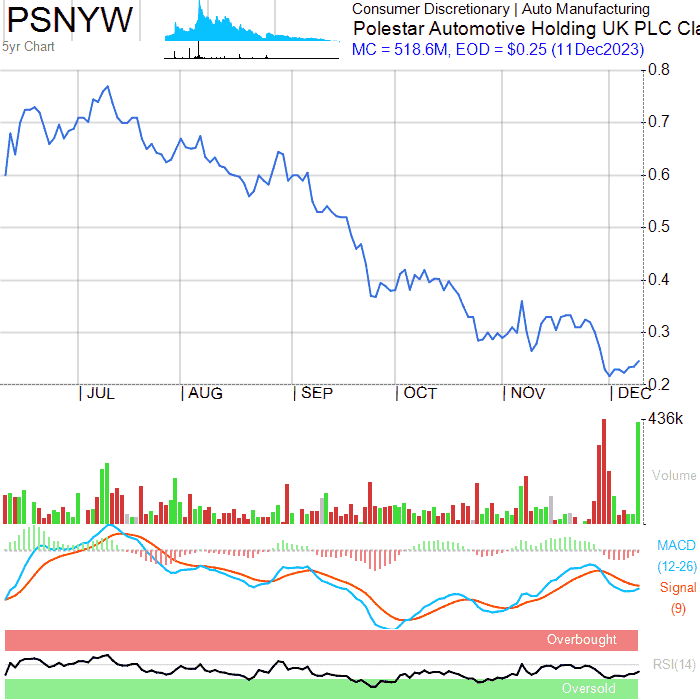 PSNYW
5yr Chart
Consumer Discretionary | Auto Manufacturing
Polestar Automotive Holding UK PLC Cla
MC = 518.6M, EOD = $0.25 (11Dec2023)
0.8
0.7
0.6
0.5
0.4
0.3
0.2
| JUL | AUG | SEP | OCT | NOV | DEC
436k
Volume
MACD
(12-26)
Signal
(9)
Overbought
RSI(14)
Oversold